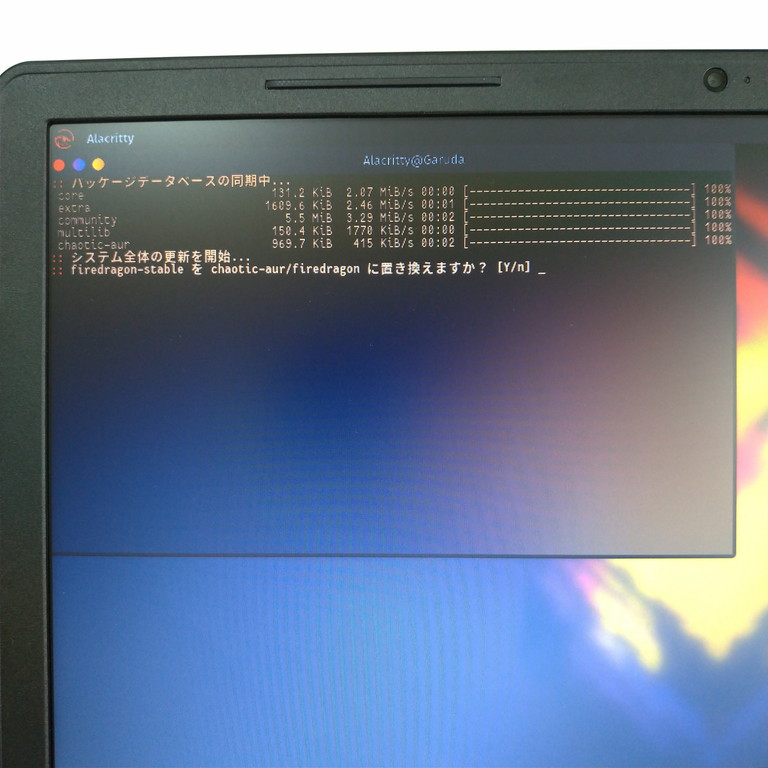 Alacritty
Alacritty@Garuda
:: パッケージデータベースの同期中...
core 131.2 KiB 2.07 MiB/s 00:00 [----------------------------------] 100%
extra 1609.6 KiB 2.46 MiB/s 00:01 [----------------------------------] 100%
community 5.5 MiB 3.29 MiB/s 00:02 [----------------------------------] 100%
multilib 150.4 KiB 1770 KiB/s 00:00 [----------------------------------] 100%
chaotic-aur 969.7 KiB 415 KiB/s 00:02 [----------------------------------] 100%
:: システム全体の更新を開始...
:: firedragon-stable を chaotic-aur/firedragon に置き換えますか？ [Y/n] _